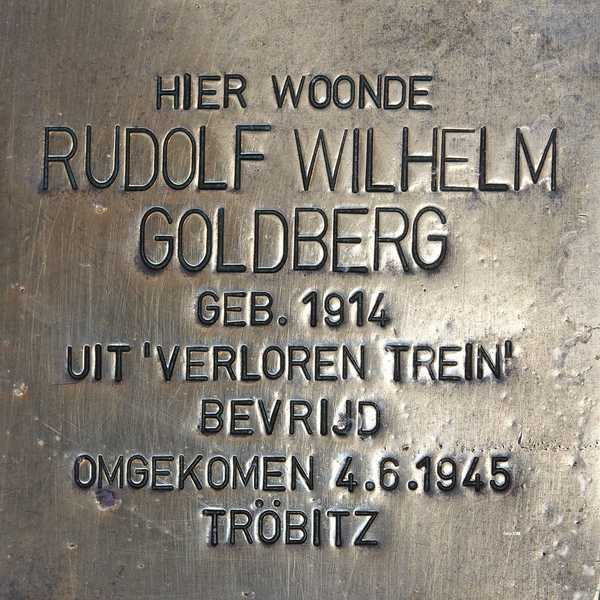 HIER WOONDE
RUDOLF WILHELM
GOLDBERG
GEB. 1914
UIT 'VERLOREN TREIN'
BEVRIJD
OMGEKOMEN 4.6.1945
TRÖBITZ